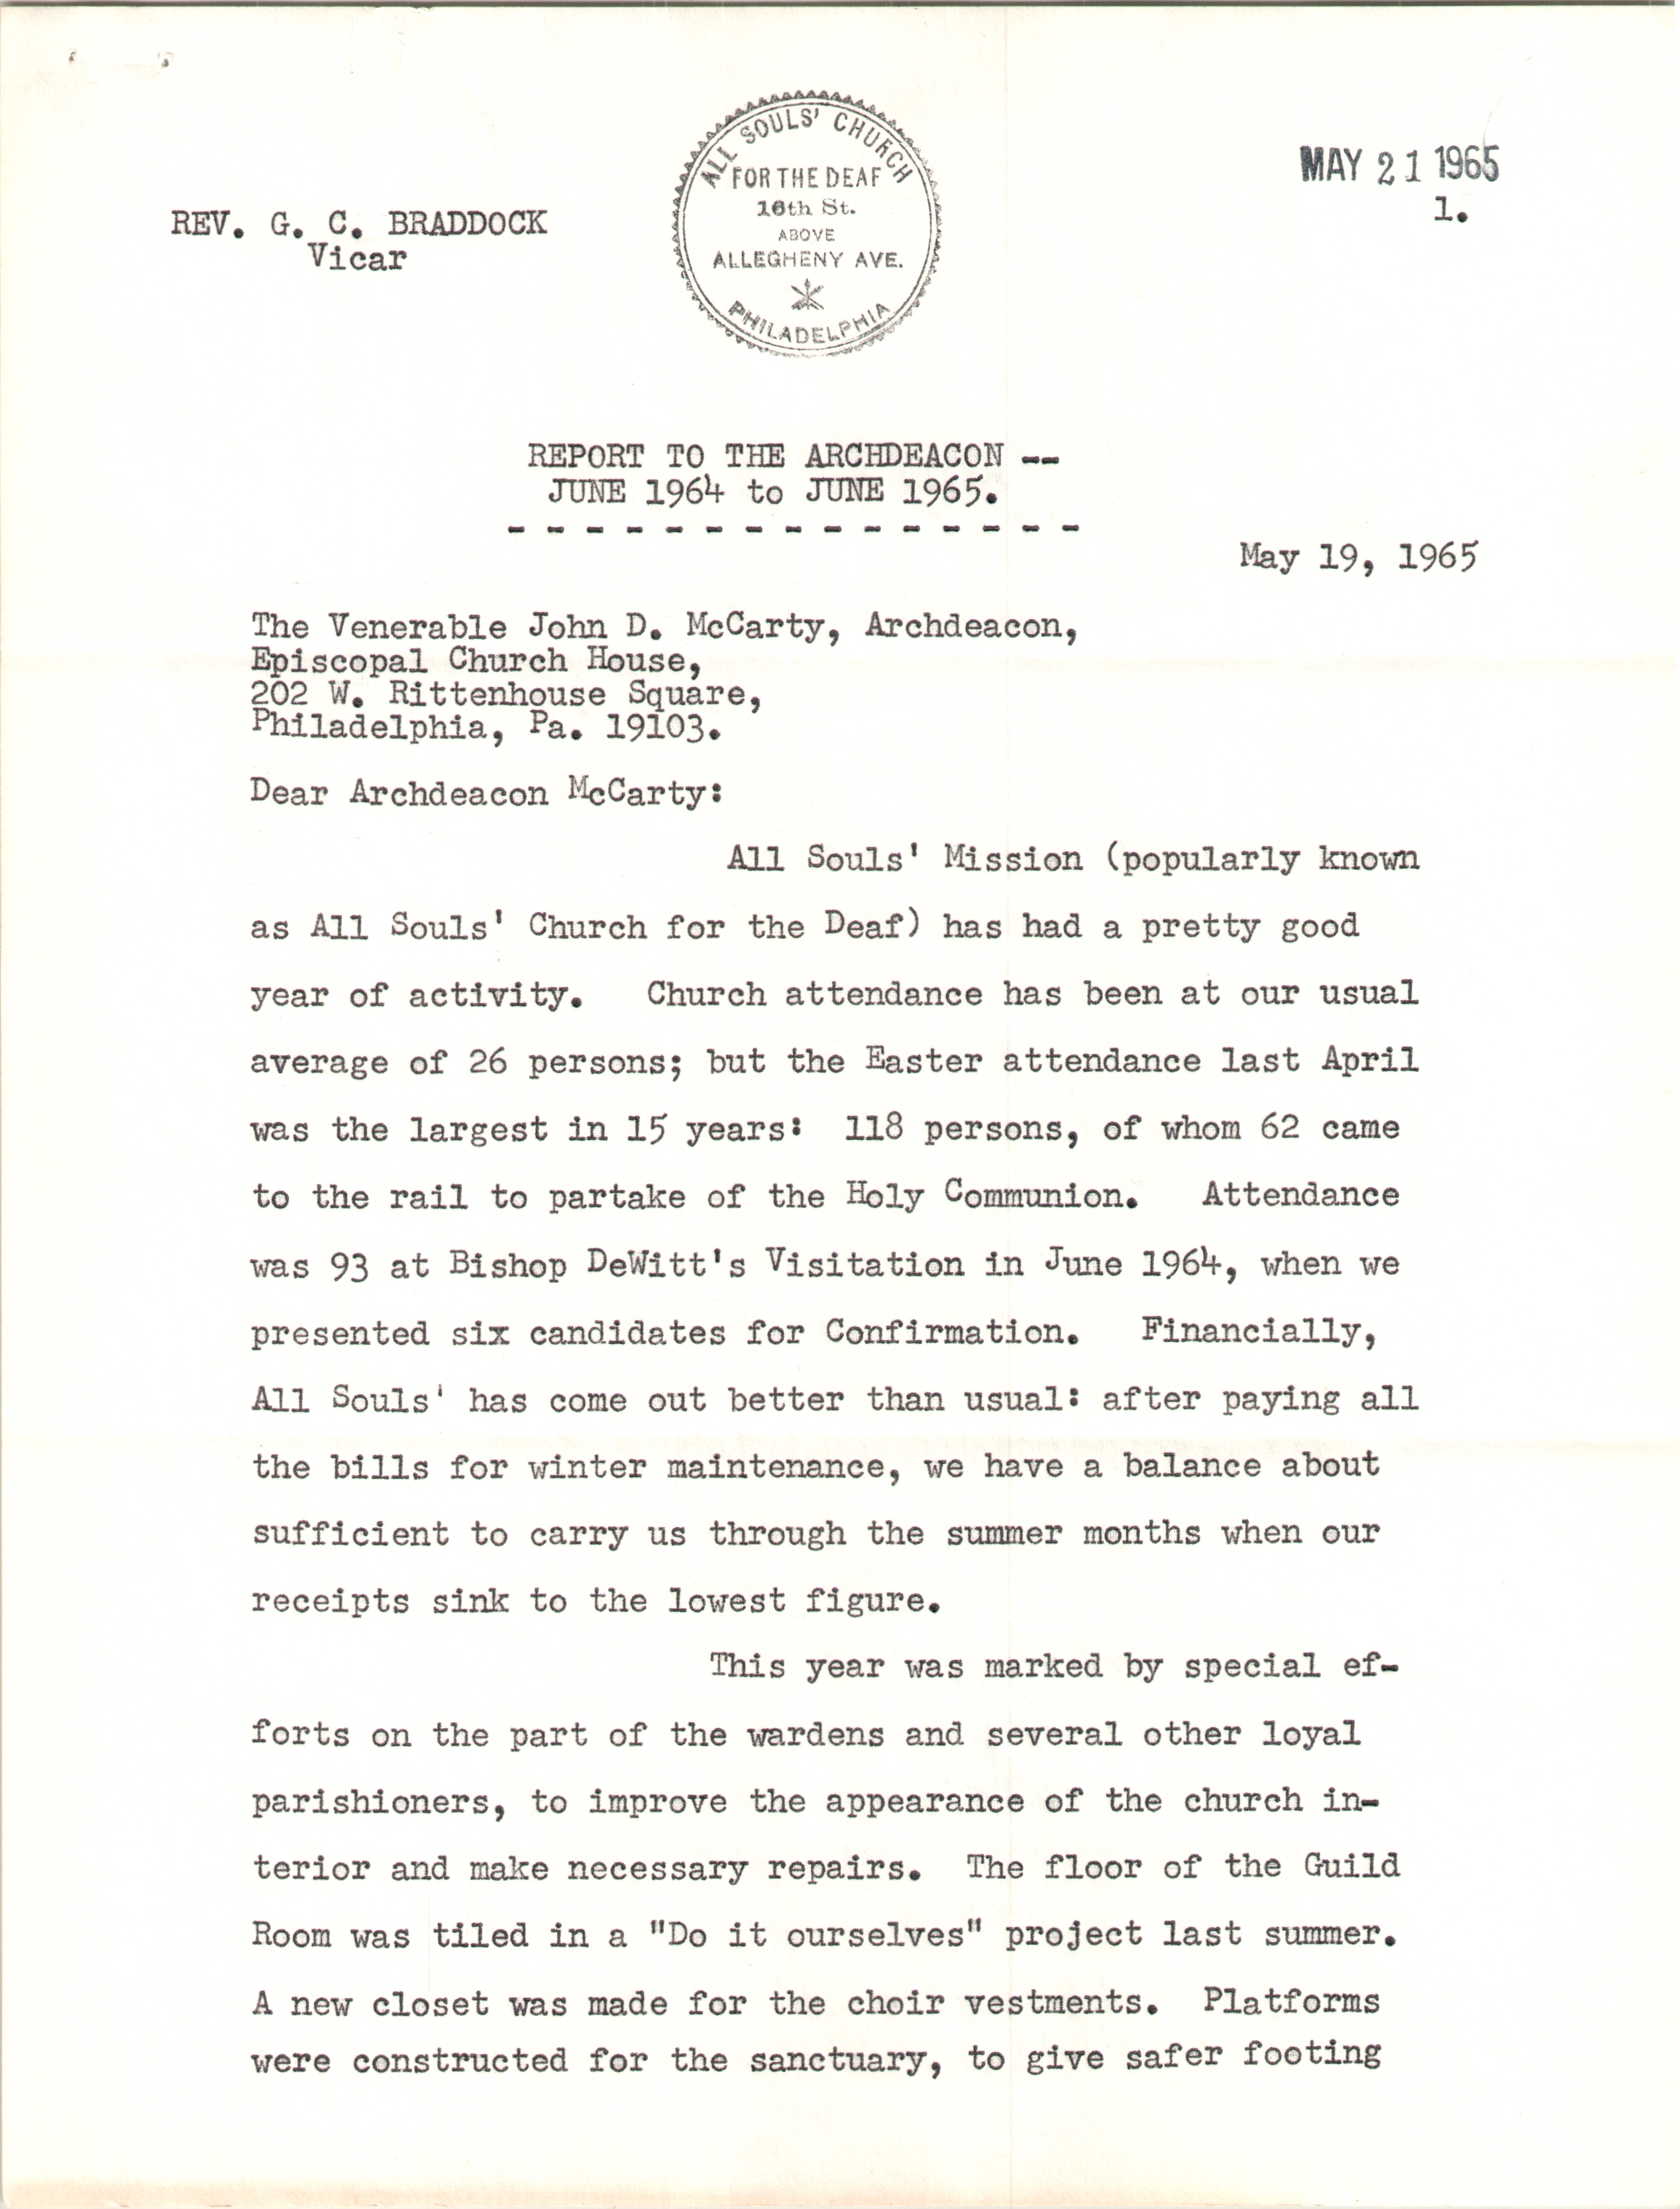 ALL SOULS' CHURCH
FOR THE DEAF
16th St.
ABOVE
ALLEGHENY AVE.
PHILADELPHIA
MAY 21 1965
1.
REV. G. C. BRADDOCK
Vicar
REPORT TO THE ARCHDEACON --
JUNE 1964 to JUNE 1965.
- - - - - - - - - - - - - - -
May 19, 1965
The Venerable John D. McCarty, Archdeacon,
Episcopal Church House,
202 W. Rittenhouse Square,
Philadelphia, Pa. 19103.
Dear Archdeacon McCarty:
All Souls' Mission (popularly known
as All Souls' Church for the Deaf) has had a pretty good
year of activity. Church attendance has been at our usual
average of 26 persons; but the Easter attendance last April
was the largest in 15 years: 118 persons, of whom 62 came
to the rail to partake of the Holy Communion. Attendance
was 93 at Bishop DeWitt's Visitation in June 1964, when we
presented six candidates for Confirmation. Financially,
All Souls' has come out better than usual: after paying all
the bills for winter maintenance, we have a balance about
sufficient to carry us through the summer months when our
receipts sink to the lowest figure.
This year was marked by special ef-
forts on the part of the wardens and several other loyal
parishioners, to improve the appearance of the church in-
terior and make necessary repairs. The floor of the Guild
Room was tiled in a "Do it ourselves" project last summer.
A new closet was made for the choir vestments. Platforms
were constructed for the sanctuary, to give safer footing